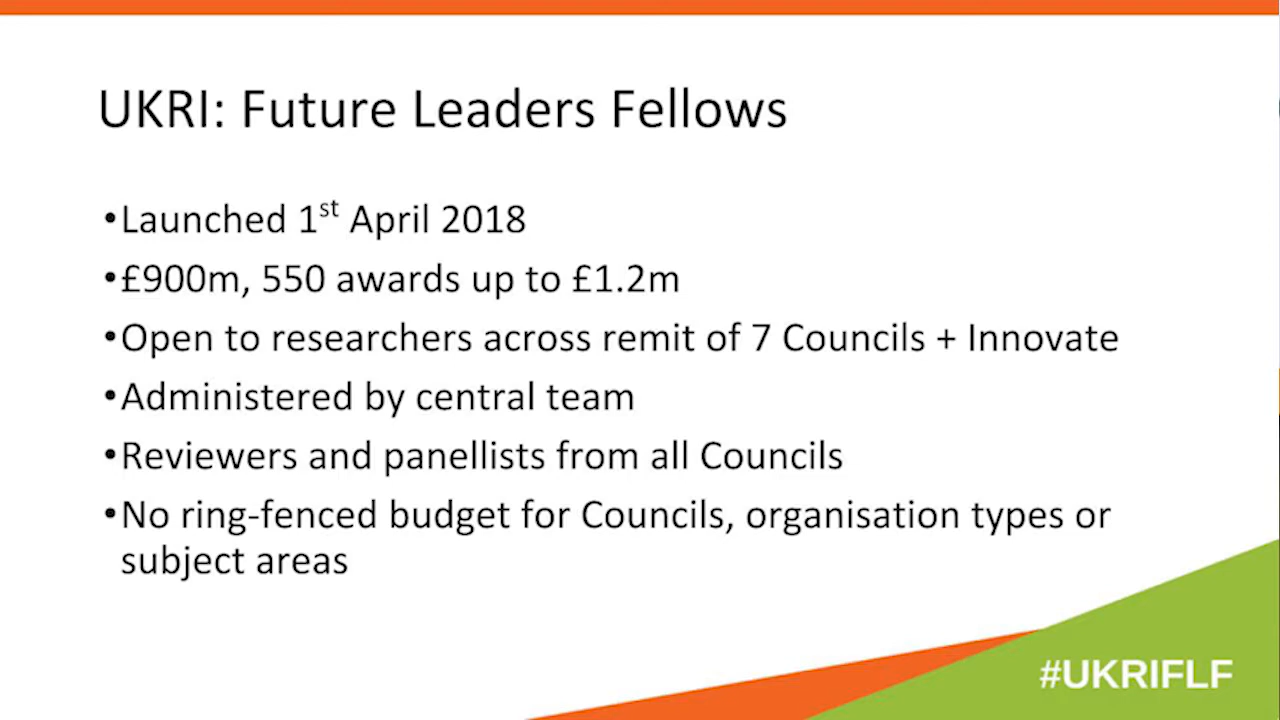 UKRI: Future Leaders Fellows
•Launched 1st April 2018
•£900m, 550 awards up to £1.2m
•Open to researchers across remit of 7 Councils + Innovate
•Administered by central team
•Reviewers and panellists from all Councils
•No ring-fenced budget for Councils, organisation types or
subject areas
#UKRIFLF